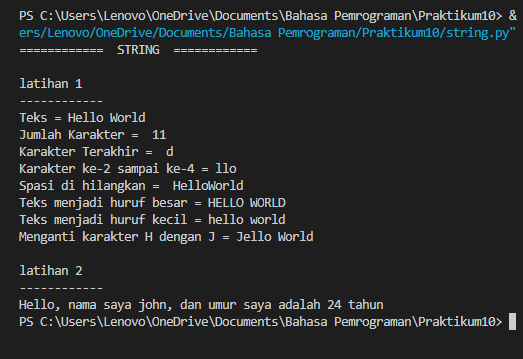 PS C:\Users\Lenovo\OneDrive\Documents\Bahasa Pemrograman\Praktikum10> &
ers/Lenovo/OneDrive/Documents/Bahasa Pemrograman/Praktikum10/string.py"
============  STRING  ============
latihan 1
------------
Teks = Hello World
Jumlah Karakter =  11
Karakter Terakhir =  d
Karakter ke-2 sampai ke-4 = llo
Spasi di hilangkan =  HelloWorld
Teks menjadi huruf besar = HELLO WORLD
Teks menjadi huruf kecil = hello world
Menganti karakter H dengan J = Jello World
latihan 2
------------
Hello, nama saya john, dan umur saya adalah 24 tahun
PS C:\Users\Lenovo\OneDrive\Documents\Bahasa Pemrograman\Praktikum10>